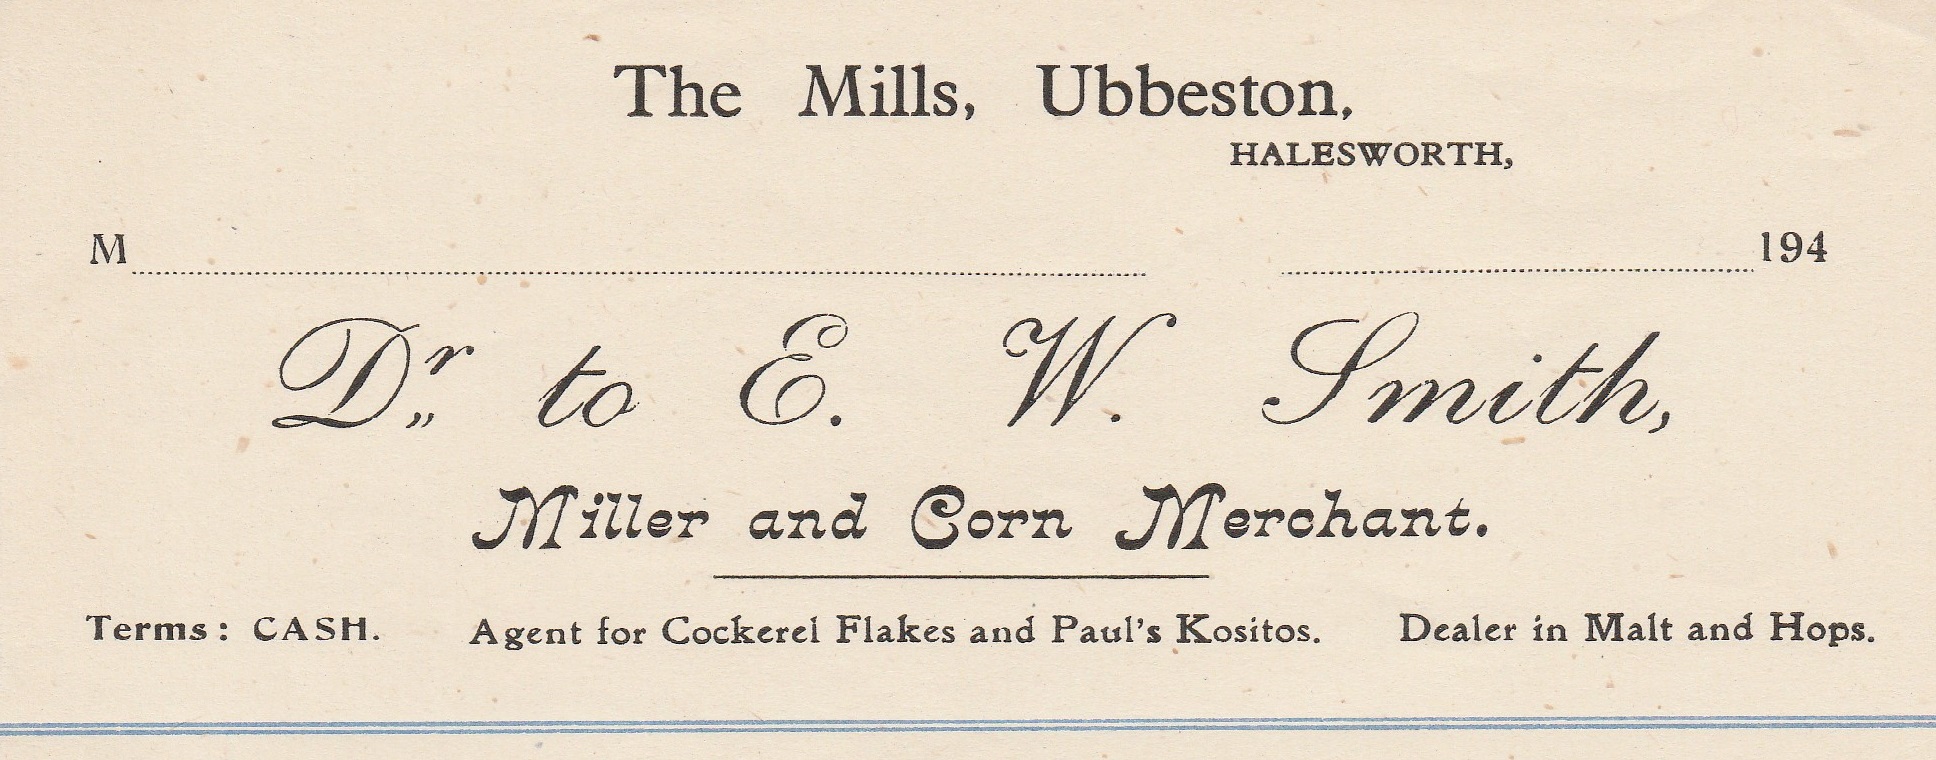 The Mills, Ubbeston,
HALESWORTH,
M 194
Dr,, to E. W. Smith,
Miller and Corn Merchant.
Terms: CASH. Agent for Cockerel Flakes and Paul's Kositos. Dealer in Malt and Hops.